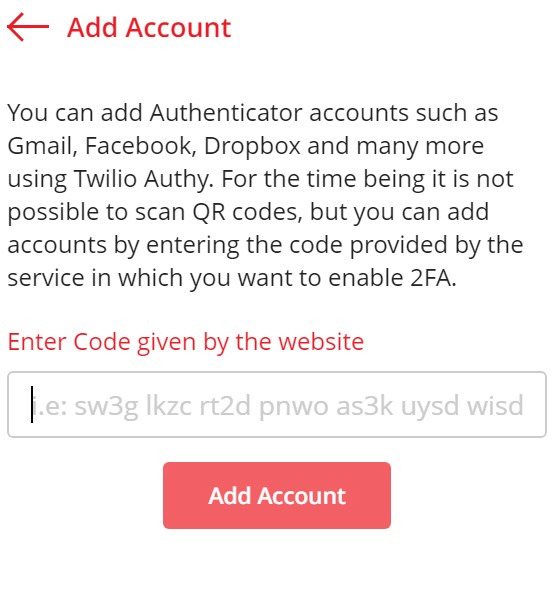 Add Account
You can add Authenticator accounts such as
Gmail, Facebook, Dropbox and many more
using Twilio Authy. For the time being it is not
possible to scan QR codes, but you can add
accounts by entering the code provided by the
service in which you want to enable 2FA.
Enter Code given by the website
i.e: sw3g lkzc rt2d pnwo as3k uysd wisd
Add Account